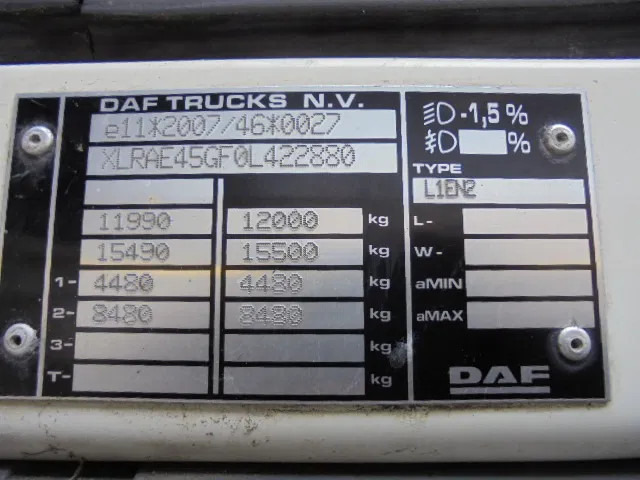 DAF TRUCKS N.V.
e11*2007/46*0027
XLRAE45GF0L422880
11990 12000 kg
15490 15500 kg
1- 4480 4480 kg
2- 8480 8480 kg
3- kg
T- kg
-1,5 %
%
TYPE
L1EN2
L-
W-
aMIN
aMAX
DAF